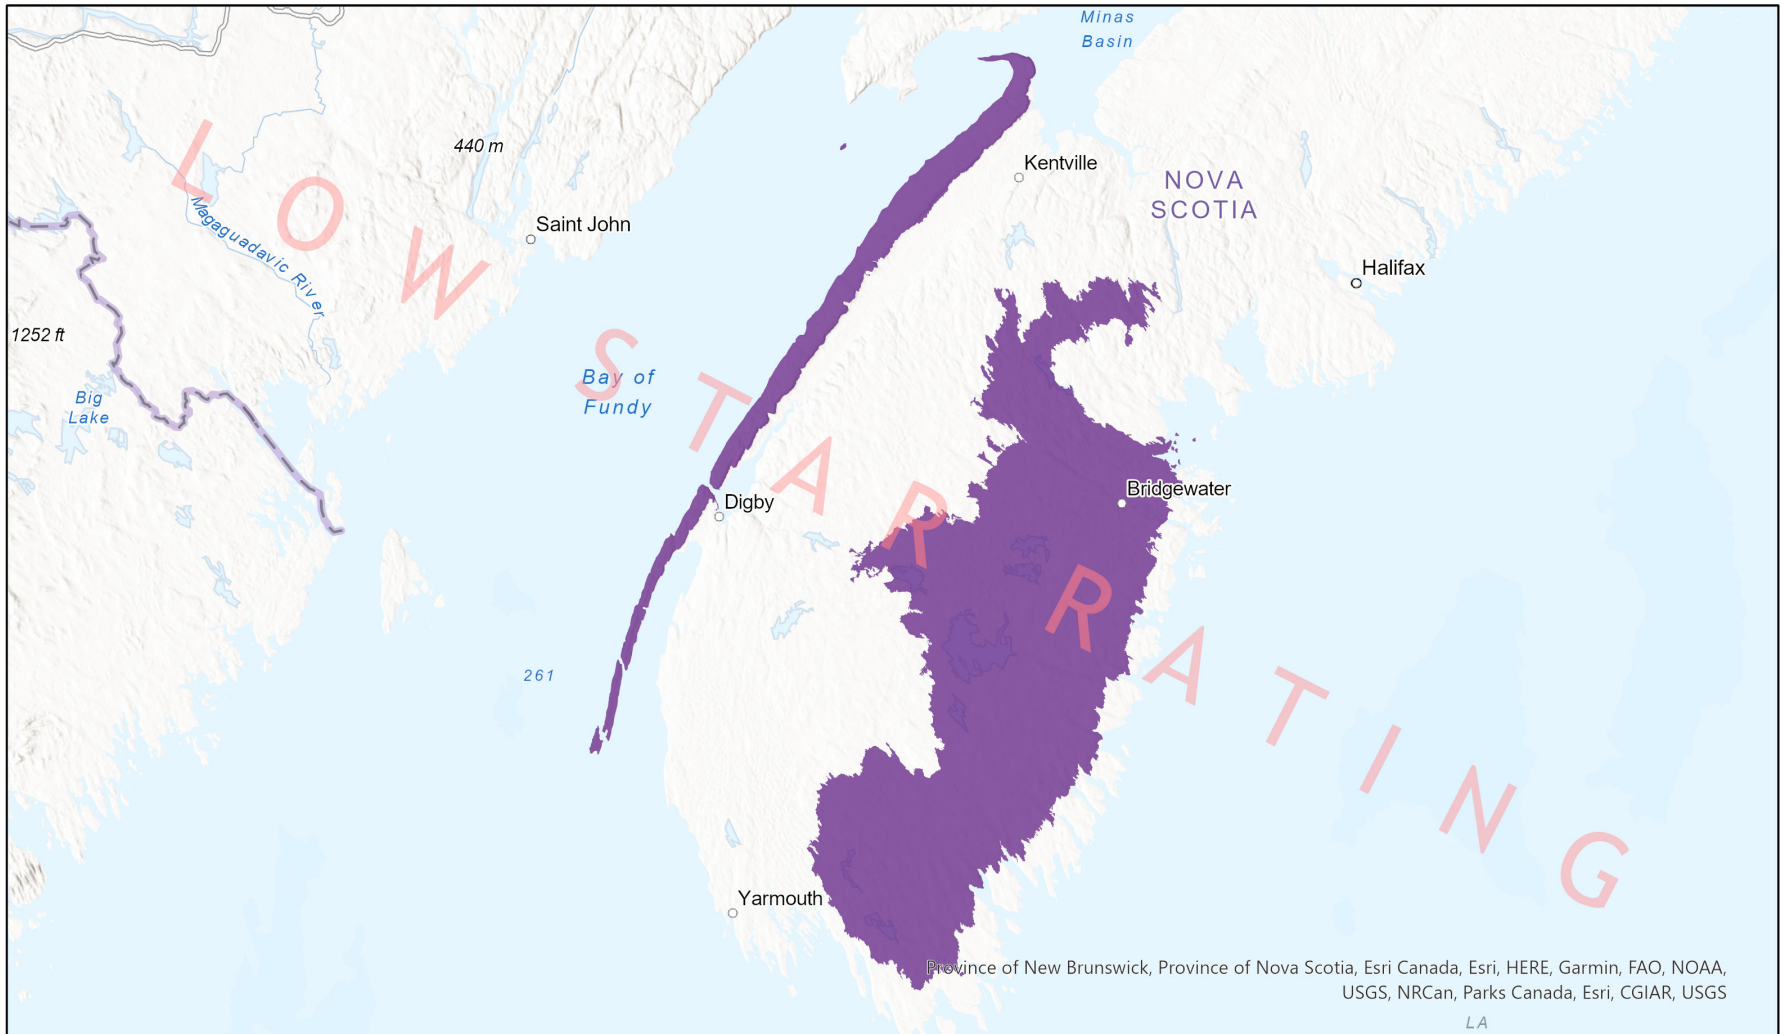 Minas
Basin
440 m
Kentville
NOVA
SCOTIA
Saint John
Magaguadavic River
Halifax
1252 ft
Bay of
Fundy
Big
Lake
Bridgewater
Digby
261
Yarmouth
LOW STAR RATING
Province of New Brunswick, Province of Nova Scotia, Esri Canada, Esri, HERE, Garmin, FAO, NOAA,
USGS, NRCan, Parks Canada, Esri, CGIAR, USGS
LA